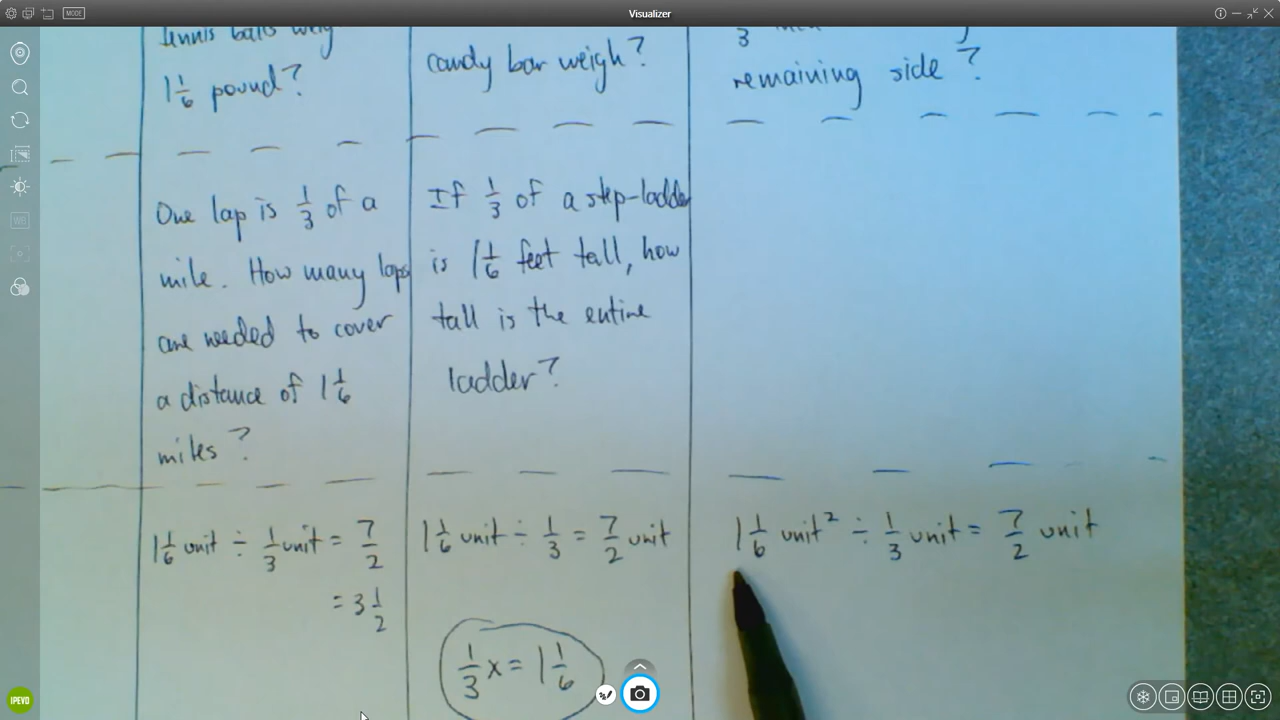 MODE
Visualizer
tennis balls weigh
1 1/6 pound?
One lap is 1/3 of a
mile. How many laps
are needed to cover
a distance of 1 1/6
miles?
1 1/6 unit ÷ 1/3 unit = 7/2
= 3 1/2
candy bar weigh?
If 1/3 of a step-ladder
is 1 1/6 feet tall, how
tall is the entire
ladder?
1 1/6 unit ÷ 1/3 = 7/2 unit
1/3 x = 1 1/6
remaining side?
1 1/6 unit² ÷ 1/3 unit = 7/2 unit
IPEVO